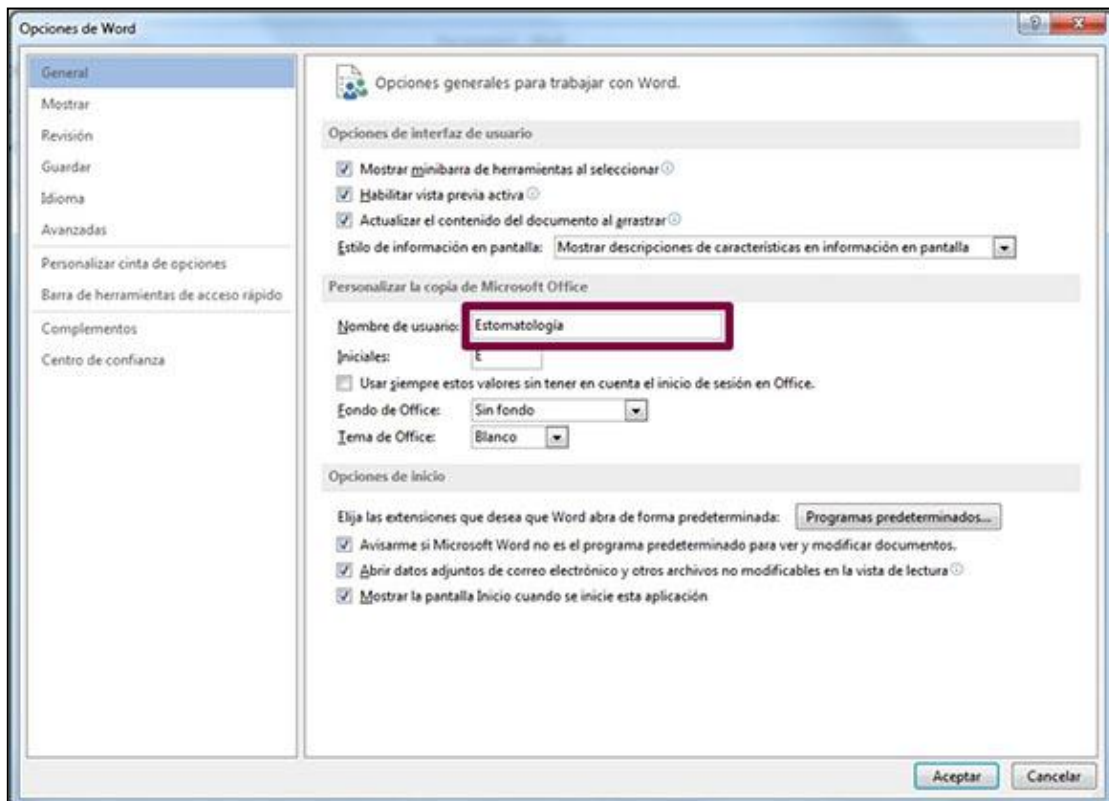 Opciones de Word
General
Mostrar
Revisión
Guardar
Idioma
Avanzadas
Personalizar cinta de opciones
Barra de herramientas de acceso rápido
Complementos
Centro de confianza
Opciones generales para trabajar con Word.
Opciones de interfaz de usuario
Mostrar minibarra de herramientas al seleccionar
Habilitar vista previa activa
Actualizar el contenido del documento al arrastrar
Estilo de información en pantalla: Mostrar descripciones de características en información en pantalla
Personalizar la copia de Microsoft Office
Nombre de usuario: Estomatología
Iniciales: E
Usar siempre estos valores sin tener en cuenta el inicio de sesión en Office.
Fondo de Office: Sin fondo
Tema de Office: Blanco
Opciones de inicio
Elija las extensiones que desea que Word abra de forma predeterminada: Programas predeterminados...
Avisarme si Microsoft Word no es el programa predeterminado para ver y modificar documentos.
Abrir datos adjuntos de correo electrónico y otros archivos no modificables en la vista de lectura
Mostrar la pantalla Inicio cuando se inicie esta aplicación
Aceptar Cancelar